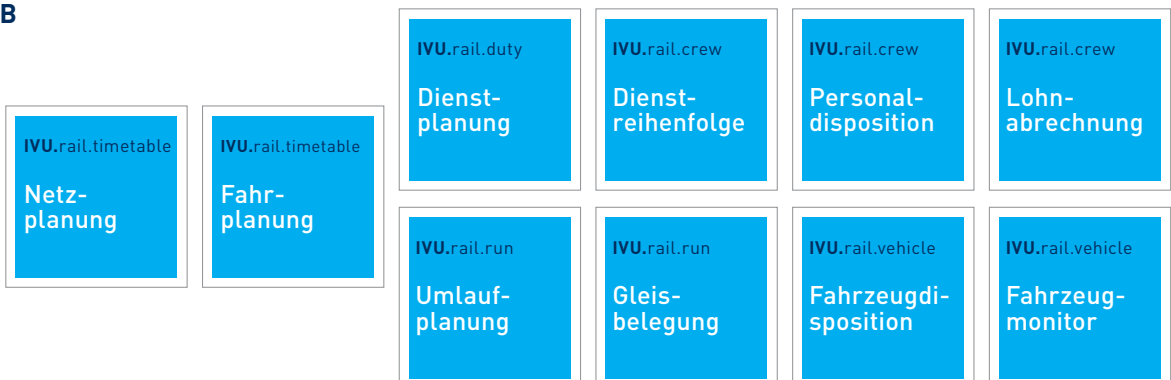 B
IVU.rail.timetable
Netz-
planung
IVU.rail.timetable
Fahr-
planung
IVU.rail.duty
Dienst-
planung
IVU.rail.crew
Dienst-
reihenfolge
IVU.rail.crew
Personal-
disposition
IVU.rail.crew
Lohn-
abrechnung
IVU.rail.run
Umlauf-
planung
IVU.rail.run
Gleis-
belegung
IVU.rail.vehicle
Fahrzeugdi-
sposition
IVU.rail.vehicle
Fahrzeug-
monitor